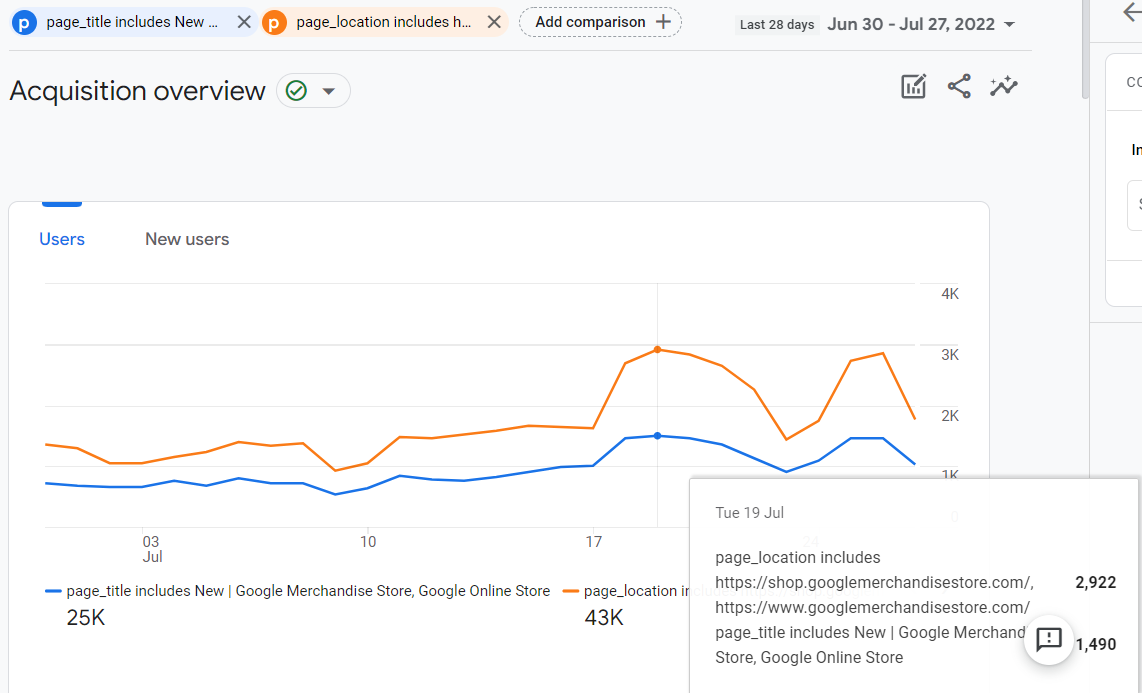 p page_title includes New ... p page_location includes h... Add comparison + Last 28 days Jun 30 - Jul 27, 2022
Acquisition overview
Users New users
4K
3K
2K
1K
0
03
Jul
10
17
24
page_title includes New | Google Merchandise Store, Google Online Store
25K
page_location
43K
Tue 19 Jul
page_location includes
https://shop.googlemerchandisestore.com/, 2,922
https://www.googlemerchandisestore.com/
page_title includes New | Google Merchand
Store, Google Online Store
1,490